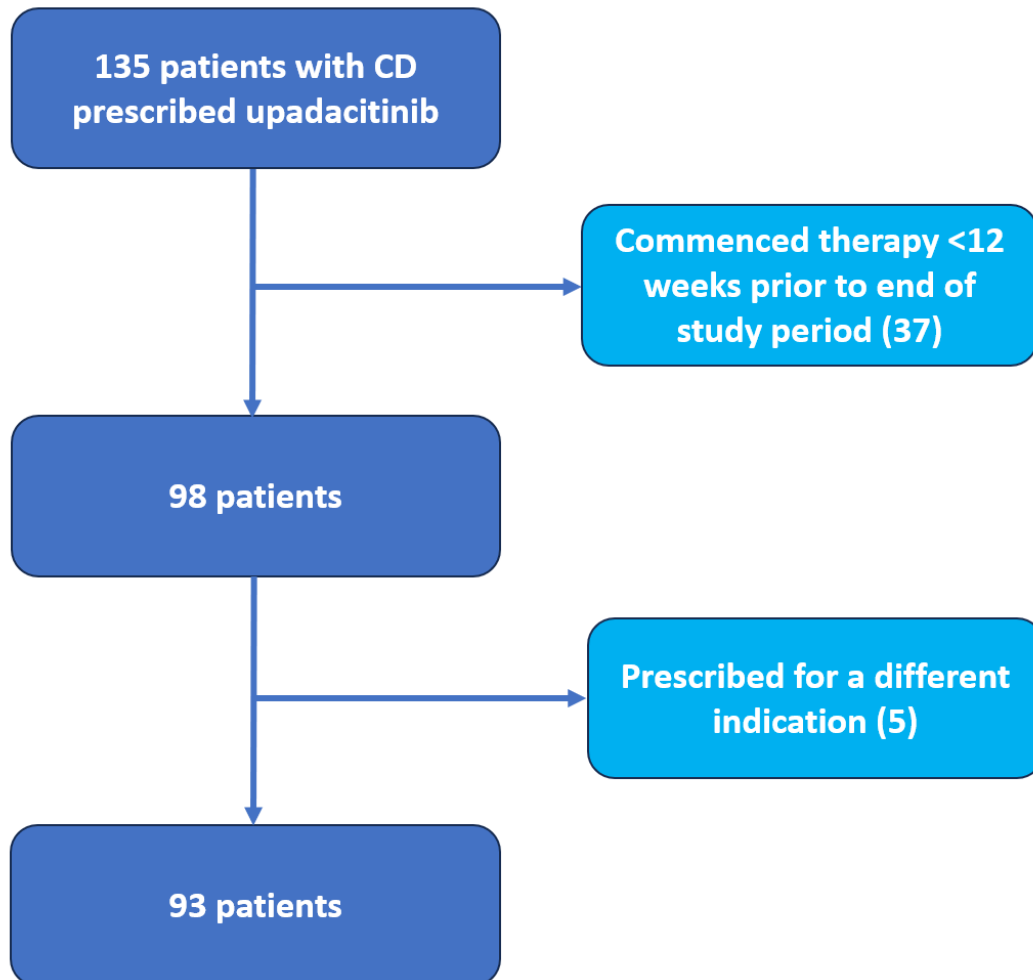 135 patients with CD
prescribed upadacitinib
Commenced therapy <12
weeks prior to end of
study period (37)
98 patients
Prescribed for a different
indication (5)
93 patients